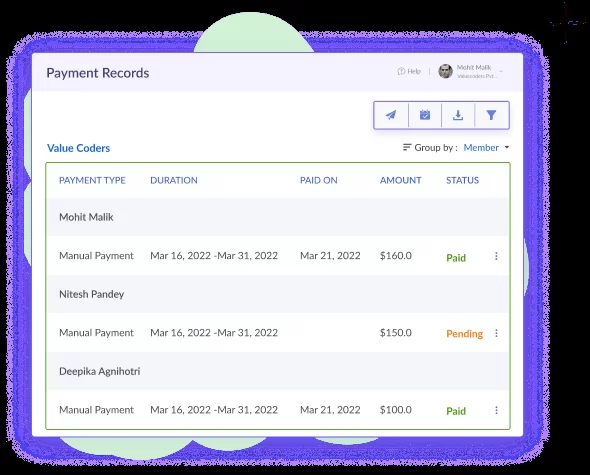 Payment Records
Help
Mohit Malik
Valuecoders Pvt...
Value Coders
Group by : Member
PAYMENT TYPE DURATION PAID ON AMOUNT STATUS
Mohit Malik
Manual Payment Mar 16, 2022 -Mar 31, 2022 Mar 21, 2022 $160.0 Paid
Nitesh Pandey
Manual Payment Mar 16, 2022 -Mar 31, 2022 $150.0 Pending
Deepika Agnihotri
Manual Payment Mar 16, 2022 -Mar 31, 2022 Mar 21, 2022 $100.0 Paid